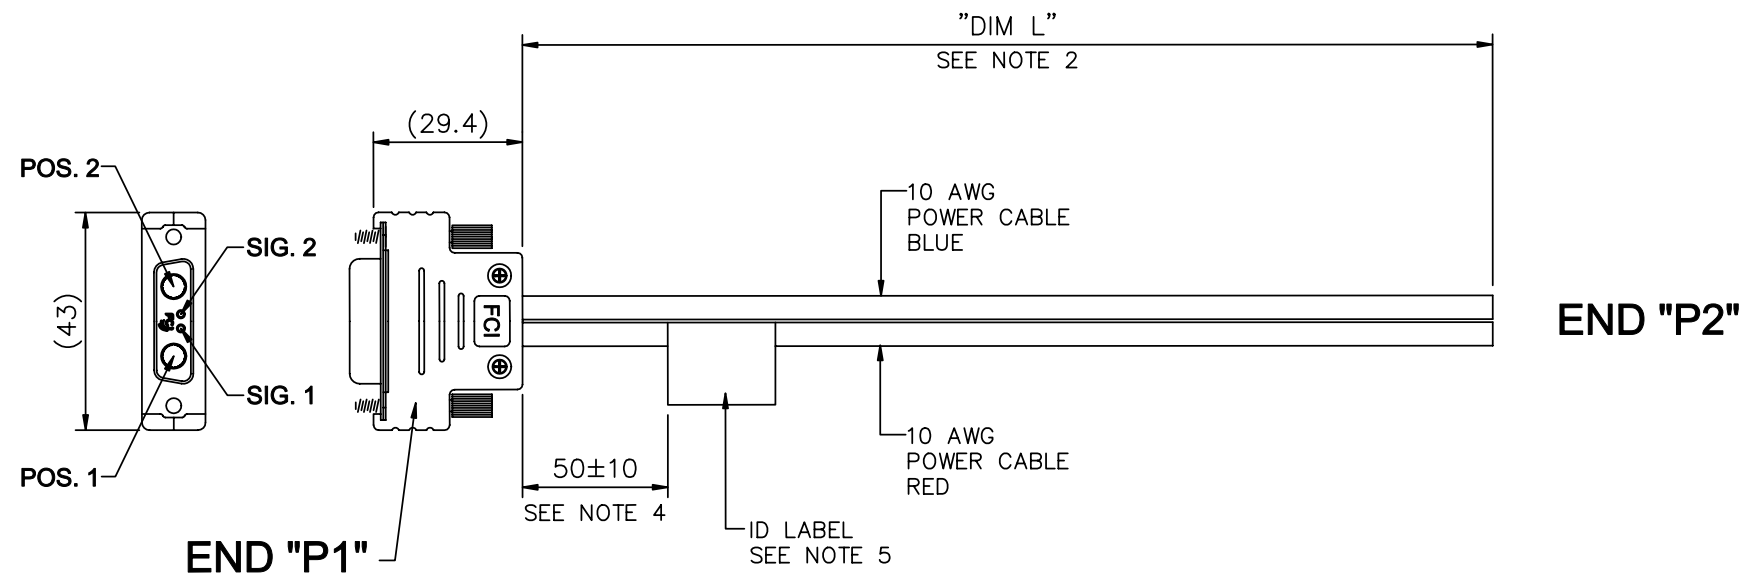 "DIM L"
SEE NOTE 2
(29.4)
POS. 2
10 AWG
POWER CABLE
BLUE
SIG. 2
(43)
FCI
FCI
END "P2"
SIG. 1
10 AWG
POWER CABLE
RED
POS. 1
50±10
SEE NOTE 4
ID LABEL
SEE NOTE 5
END "P1"